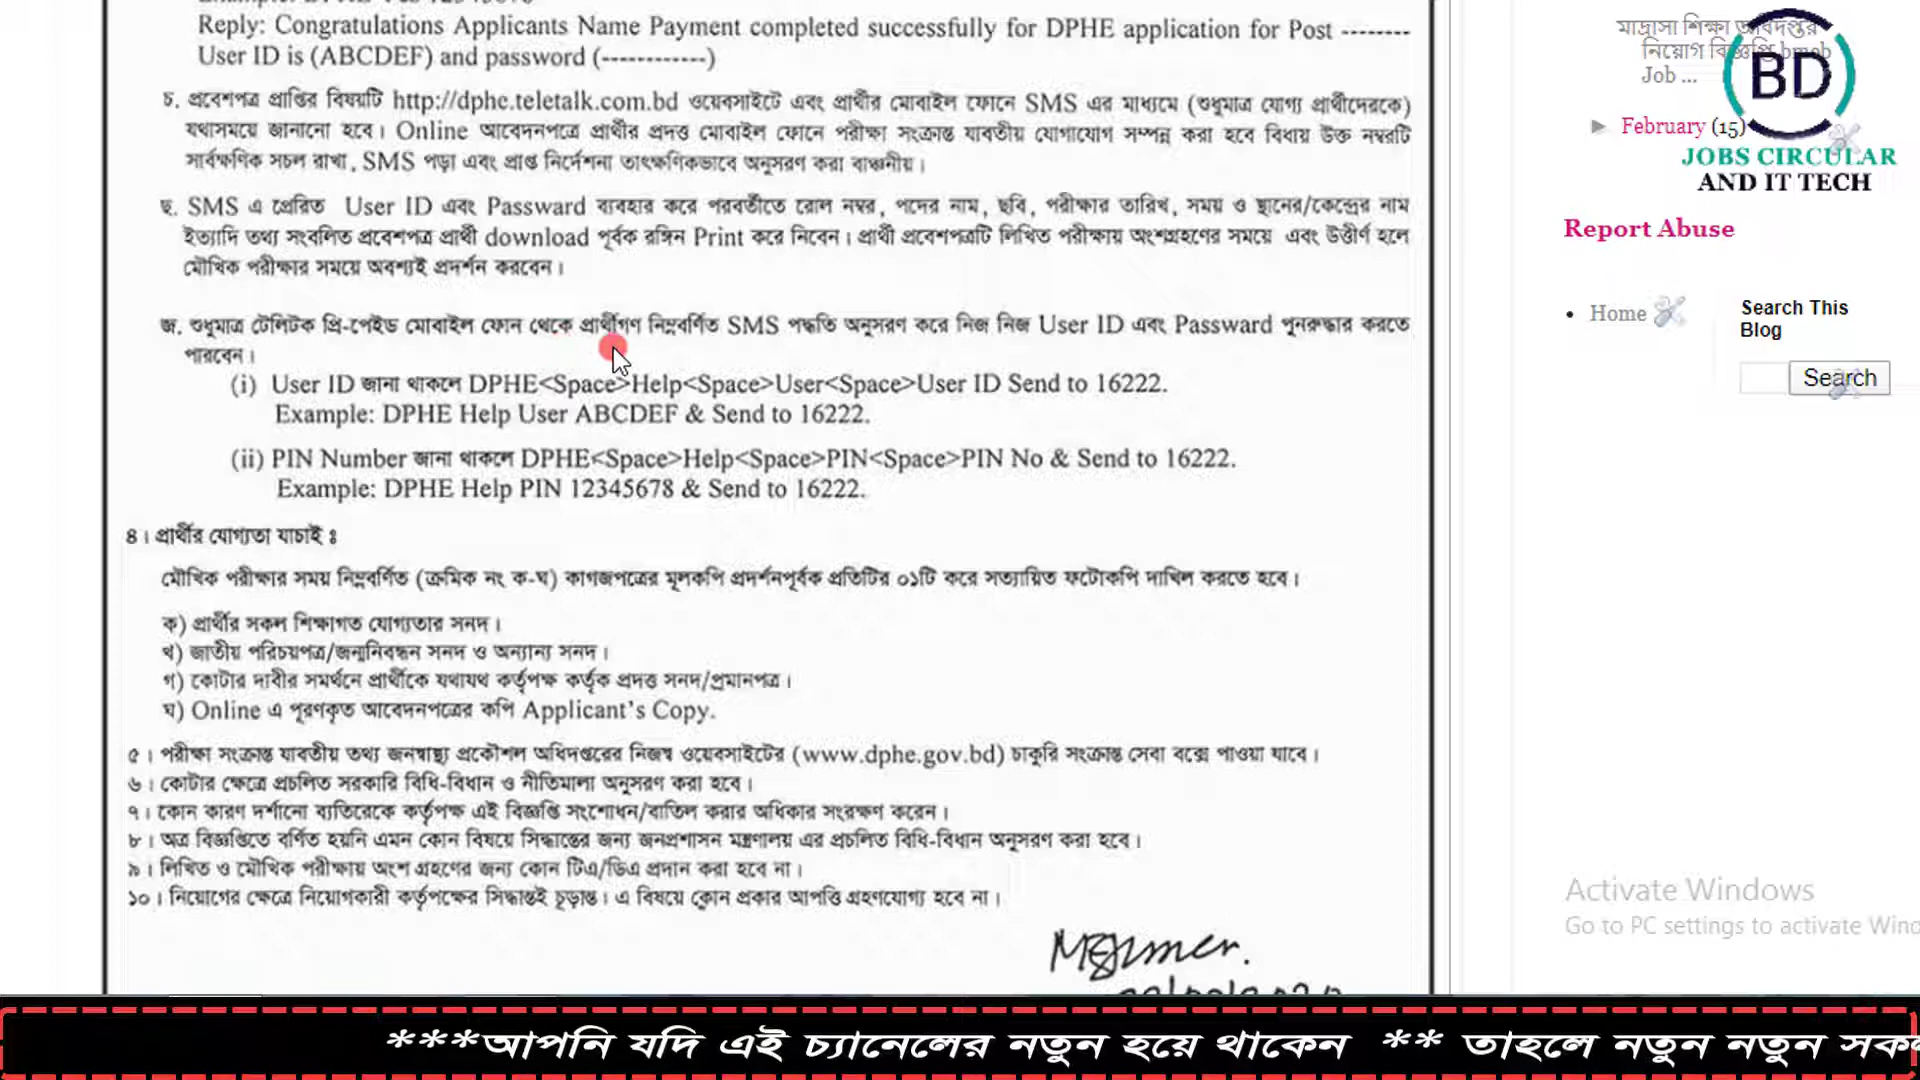 Reply: Congratulations Applicants Name Payment completed successfully for DPHE application for Post --------
User ID is (ABCDEF) and password (------------)
চ. প্রবেশপত্র প্রাপ্তির বিষয়টি http://dphe.teletalk.com.bd ওয়েবসাইটে এবং প্রার্থীর মোবাইল ফোনে SMS এর মাধ্যমে (শুধুমাত্র যোগ্য প্রার্থীদেরকে)
যথাসময়ে জানানো হবে। Online আবেদনপত্রে প্রার্থীর প্রদত্ত মোবাইল ফোনে পরীক্ষা সংক্রান্ত যাবতীয় যোগাযোগ সম্পন্ন করা হবে বিধায় উক্ত নম্বরটি
সার্বক্ষণিক সচল রাখা, SMS পড়া এবং প্রাপ্ত নির্দেশনা তাৎক্ষণিকভাবে অনুসরণ করা বাঞ্চনীয়।
ছ. SMS এ প্রেরিত User ID এবং Passward ব্যবহার করে পরবর্তীতে রোল নম্বর, পদের নাম, ছবি, পরীক্ষার তারিখ, সময় ও স্থানের/কেন্দ্রের নাম
ইত্যাদি তথ্য সংবলিত প্রবেশপত্র প্রার্থী download পূর্বক রঙ্গিন Print করে নিবেন। প্রার্থী প্রবেশপত্রটি লিখিত পরীক্ষায় অংশগ্রহণের সময়ে এবং উত্তীর্ণ হলে
মৌখিক পরীক্ষার সময়ে অবশ্যই প্রদর্শন করবেন।
জ. শুধুমাত্র টেলিটক প্রি-পেইড মোবাইল ফোন থেকে প্রার্থীগণ নিম্নবর্ণিত SMS পদ্ধতি অনুসরণ করে নিজ নিজ User ID এবং Passward পুনরুদ্ধার করতে
পারবেন।
(i) User ID জানা থাকলে DPHE<Space>Help<Space>User<Space>User ID Send to 16222.
Example: DPHE Help User ABCDEF & Send to 16222.
(ii) PIN Number জানা থাকলে DPHE<Space>Help<Space>PIN<Space>PIN No & Send to 16222.
Example: DPHE Help PIN 12345678 & Send to 16222.
৪। প্রার্থীর যোগ্যতা যাচাই ঃ
মৌখিক পরীক্ষার সময় নিম্নবর্ণিত (ক্রমিক নং ক-ঘ) কাগজপত্রের মূলকপি প্রদর্শনপূর্বক প্রতিটির ০১টি করে সত্যায়িত ফটোকপি দাখিল করতে হবে।
ক) প্রার্থীর সকল শিক্ষাগত যোগ্যতার সনদ।
খ) জাতীয় পরিচয়পত্র/জন্মনিবন্ধন সনদ ও অন্যান্য সনদ।
গ) কোটার দাবীর সমর্থনে প্রার্থীকে যথাযথ কর্তৃপক্ষ কর্তৃক প্রদত্ত সনদ/প্রমানপত্র।
ঘ) Online এ পূরণকৃত আবেদনপত্রের কপি Applicant's Copy.
৫। পরীক্ষা সংক্রান্ত যাবতীয় তথ্য জনস্বাস্থ্য প্রকৌশল অধিদপ্তরের নিজস্ব ওয়েবসাইটের (www.dphe.gov.bd) চাকুরি সংক্রান্ত সেবা বক্সে পাওয়া যাবে।
৬। কোটার ক্ষেত্রে প্রচলিত সরকারি বিধি-বিধান ও নীতিমালা অনুসরণ করা হবে।
৭। কোন কারণ দর্শানো ব্যতিরেকে কর্তৃপক্ষ এই বিজ্ঞপ্তি সংশোধন/বাতিল করার অধিকার সংরক্ষণ করেন।
৮। অত্র বিজ্ঞপ্তিতে বর্ণিত হয়নি এমন কোন বিষয়ে সিদ্ধান্তের জন্য জনপ্রশাসন মন্ত্রণালয় এর প্রচলিত বিধি-বিধান অনুসরণ করা হবে।
৯। লিখিত ও মৌখিক পরীক্ষায় অংশ গ্রহণের জন্য কোন টিএ/ডিএ প্রদান করা হবে না।
১০। নিয়োগের ক্ষেত্রে নিয়োগকারী কর্তৃপক্ষের সিদ্ধান্তই চূড়ান্ত। এ বিষয়ে কোন প্রকার আপত্তি গ্রহণযোগ্য হবে না।
মাদ্রাসা শিক্ষা অধিদপ্তর
নিয়োগ বিজ্ঞপ্তি bmeb
Job ...
► February (15)
BD
JOBS CIRCULAR
AND IT TECH
Report Abuse
• Home
Search This
Blog
Search
Activate Windows
Go to PC settings to activate Wind
***আপনি যদি এই চ্যানেলের নতুন হয়ে থাকেন ** তাহলে নতুন নতুন সকল